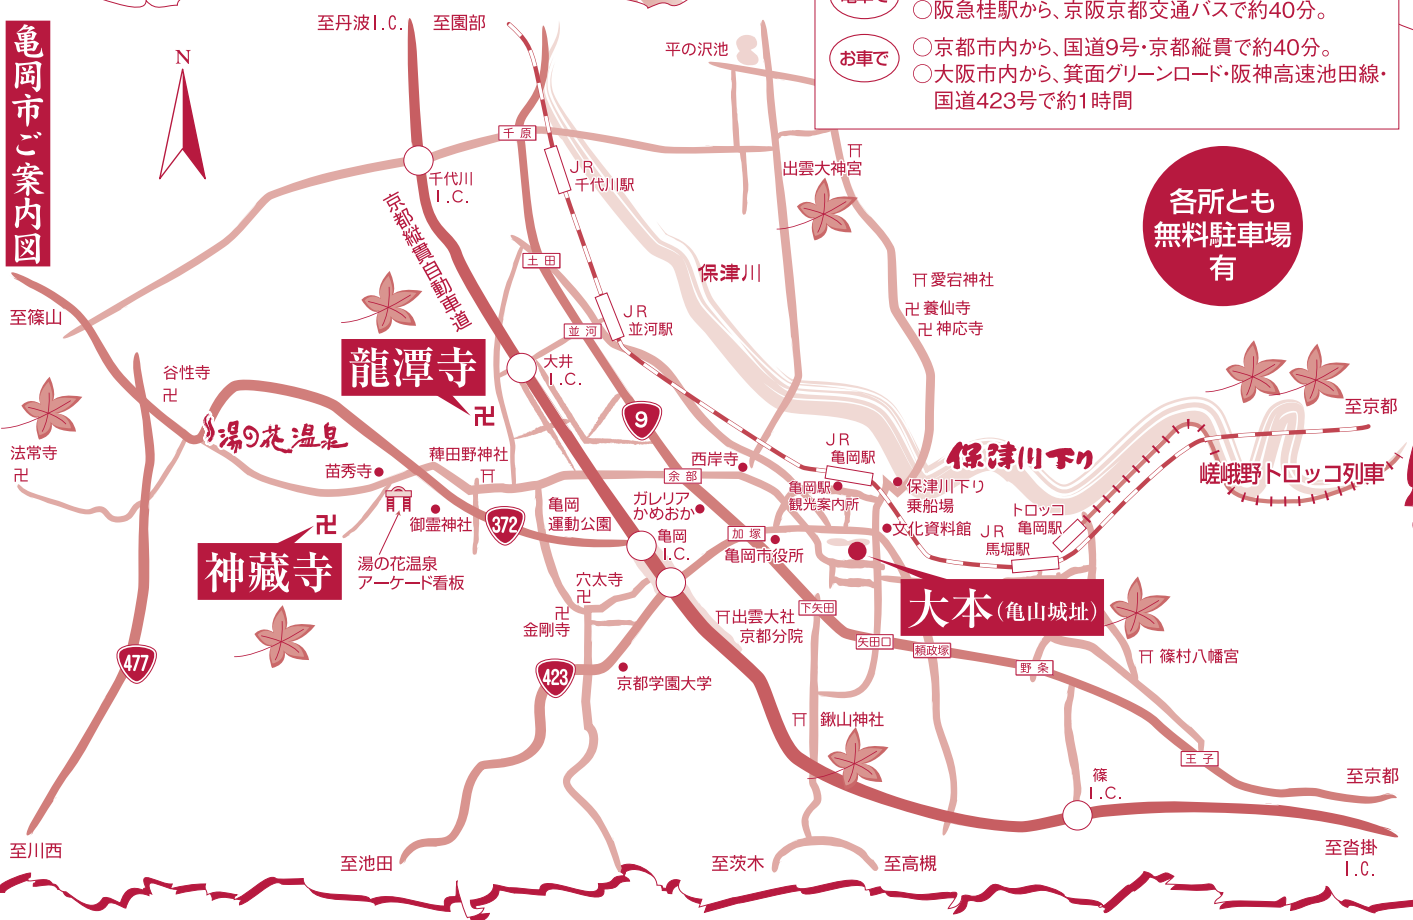 ○阪急桂駅から、京阪京都交通バスで約40分。
お車で
○京都市内から、国道9号・京都縦貫で約40分。
○大阪市内から、箕面グリーンロード・阪神高速池田線・
国道423号で約1時間
亀岡市ご案内図
N
至丹波I.C.
至園部
平の沢池
千原
千代川
I.C.
JR
千代川駅
出雲大神宮
各所とも
無料駐車場
有
京都縦貫自動車道
土田
保津川
愛宕神社
養仙寺
神応寺
至篠山
並河
JR
並河駅
龍潭寺
大井
I.C.
谷性寺
湯の花温泉
9
至京都
法常寺
苗秀寺
薭田野神社
西岸寺
余部
JR
亀岡駅
保津川下り
嵯峨野トロッコ列車
亀岡駅
観光案内所
保津川下り
乗船場
御霊神社
372
亀岡
運動公園
ガレリア
かめおか
トロッコ
亀岡駅
文化資料館
JR
馬堀駅
神蔵寺
湯の花温泉
アーケード看板
亀岡
I.C.
加塚
亀岡市役所
穴太寺
金剛寺
出雲大社
京都分院
下矢田
大本(亀山城址)
矢田口
頼政塚
野条
篠村八幡宮
477
423
京都学園大学
鍬山神社
王子
篠
I.C.
至京都
至川西
至池田
至茨木
至高槻
至沓掛
I.C.